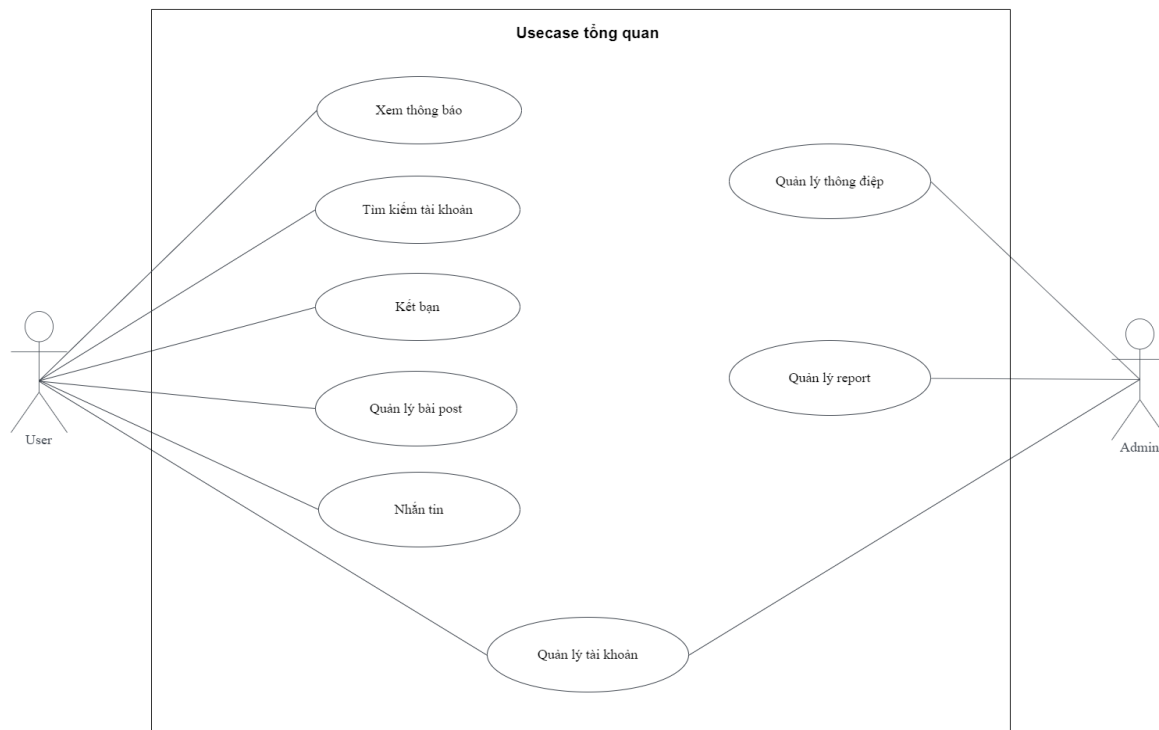 Usecase tổng quan
Xem thông báo
Quản lý thông điệp
Tìm kiếm tài khoản
Kết bạn
Quản lý report
Quản lý bài post
User
Admin
Nhắn tin
Quản lý tài khoản